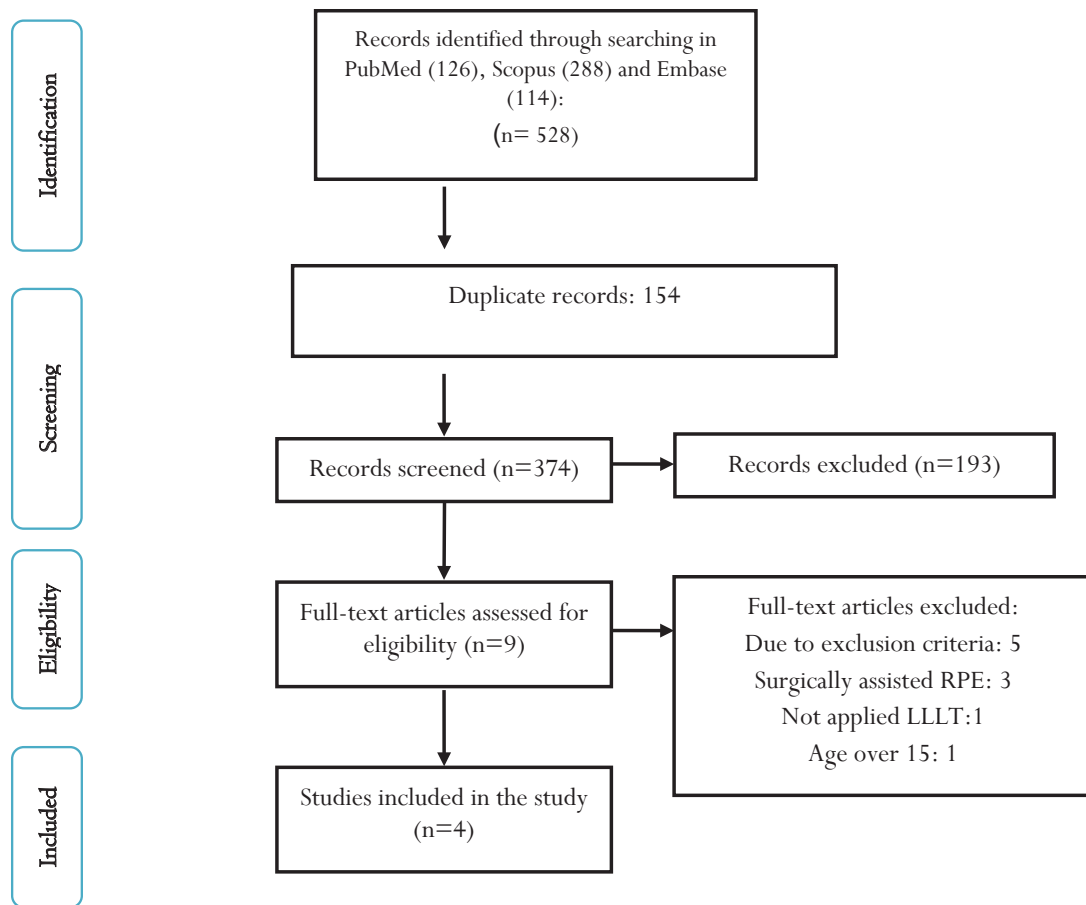 Identification
Records identified through searching in
PubMed (126), Scopus (288) and Embase
(114):
(n= 528)
Duplicate records: 154
Screening
Records screened (n=374)
Records excluded (n=193)
Eligibility
Full-text articles assessed for
eligibility (n=9)
Full-text articles excluded:
Due to exclusion criteria: 5
Surgically assisted RPE: 3
Not applied LLLT:1
Age over 15: 1
Included
Studies included in the study
(n=4)